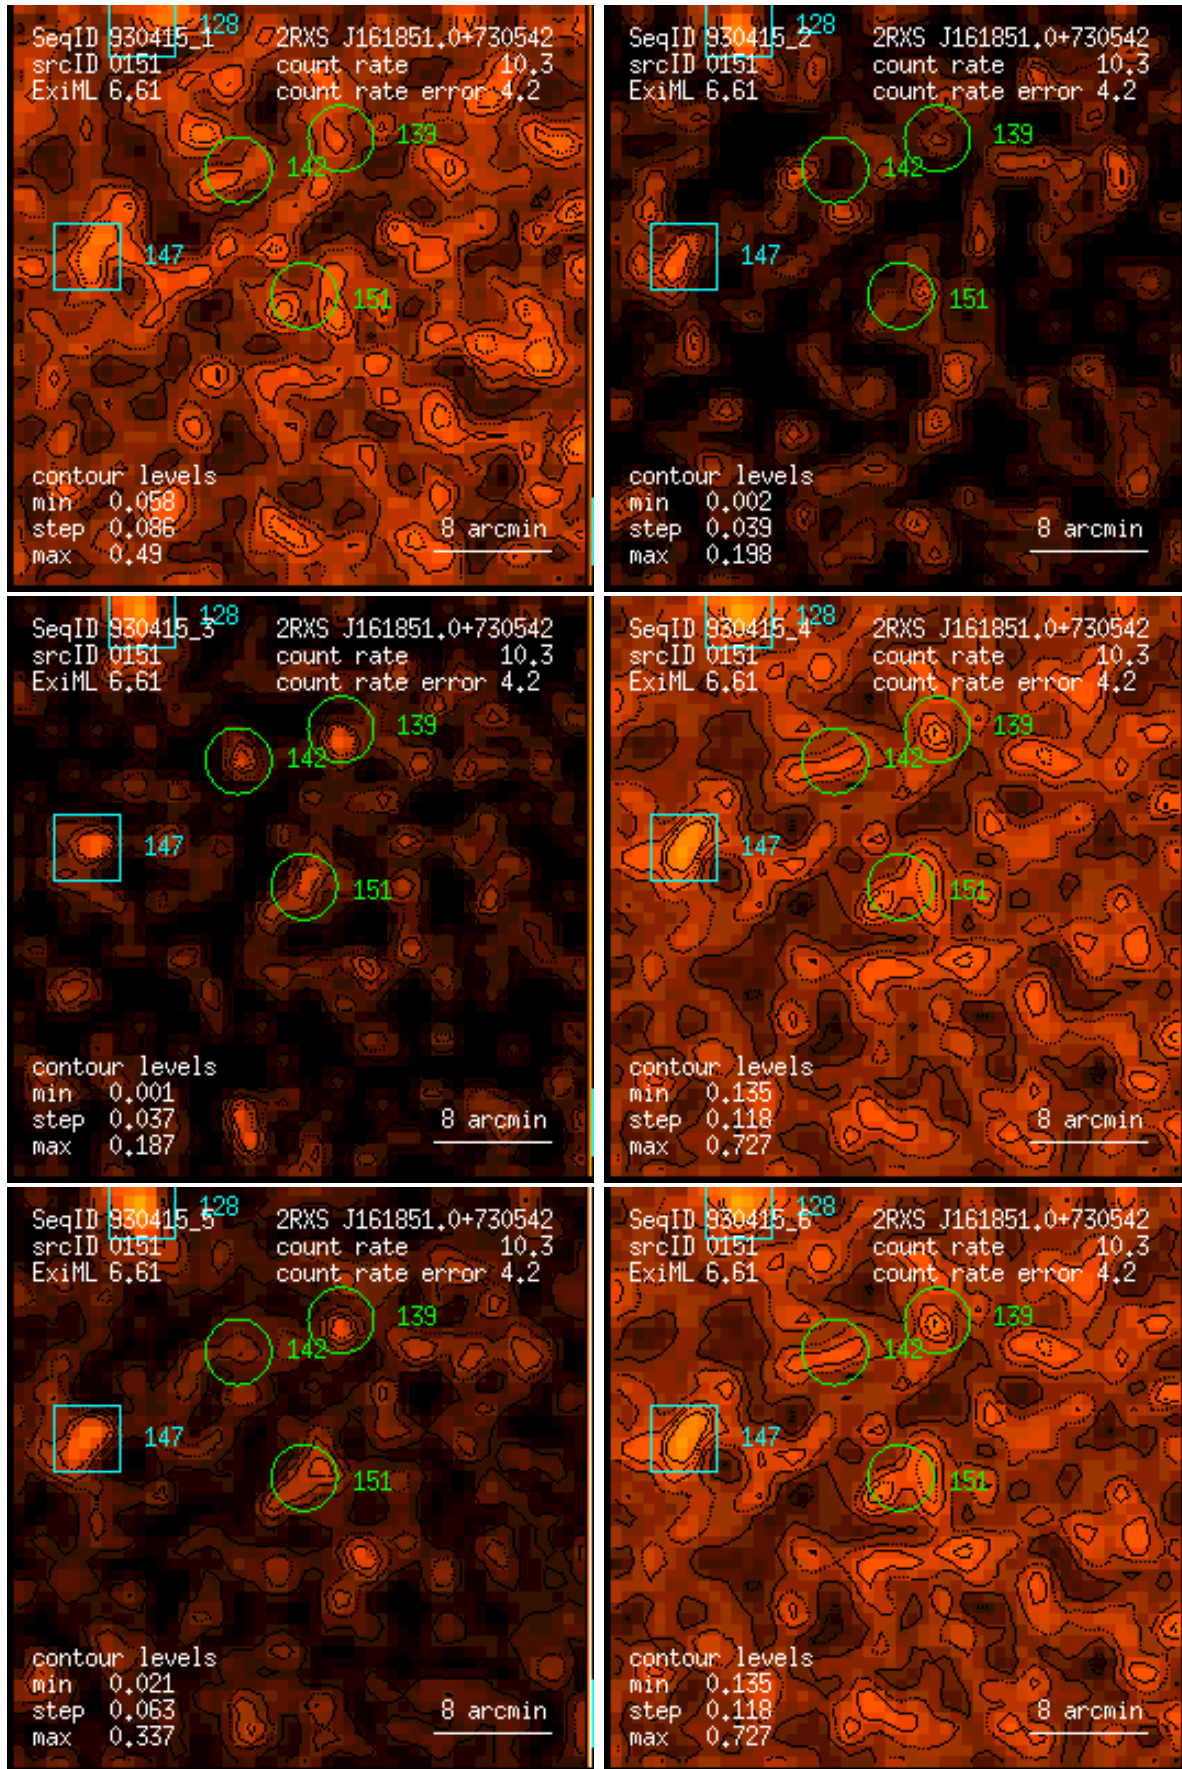 128
SeqID 930415_1 2RXS J161851.0+730542
srcID 0151 count rate 10.3
ExiML 6.61 count rate error 4.2
139
142
147
151
contour levels
min 0.058
step 0.086
max 0.49
8 arcmin
128
SeqID 930415_2 2RXS J161851.0+730542
srcID 0151 count rate 10.3
ExiML 6.61 count rate error 4.2
139
142
147
151
contour levels
min 0.002
step 0.039
max 0.198
8 arcmin
128
SeqID 930415_3 2RXS J161851.0+730542
srcID 0151 count rate 10.3
ExiML 6.61 count rate error 4.2
139
142
147
151
contour levels
min 0.001
step 0.037
max 0.187
8 arcmin
128
SeqID 930415_4 2RXS J161851.0+730542
srcID 0151 count rate 10.3
ExiML 6.61 count rate error 4.2
139
142
147
151
contour levels
min 0.135
step 0.118
max 0.727
8 arcmin
128
SeqID 930415_5 2RXS J161851.0+730542
srcID 0151 count rate 10.3
ExiML 6.61 count rate error 4.2
139
142
147
151
contour levels
min 0.021
step 0.063
max 0.337
8 arcmin
128
SeqID 930415_6 2RXS J161851.0+730542
srcID 0151 count rate 10.3
ExiML 6.61 count rate error 4.2
139
142
147
151
contour levels
min 0.135
step 0.118
max 0.727
8 arcmin